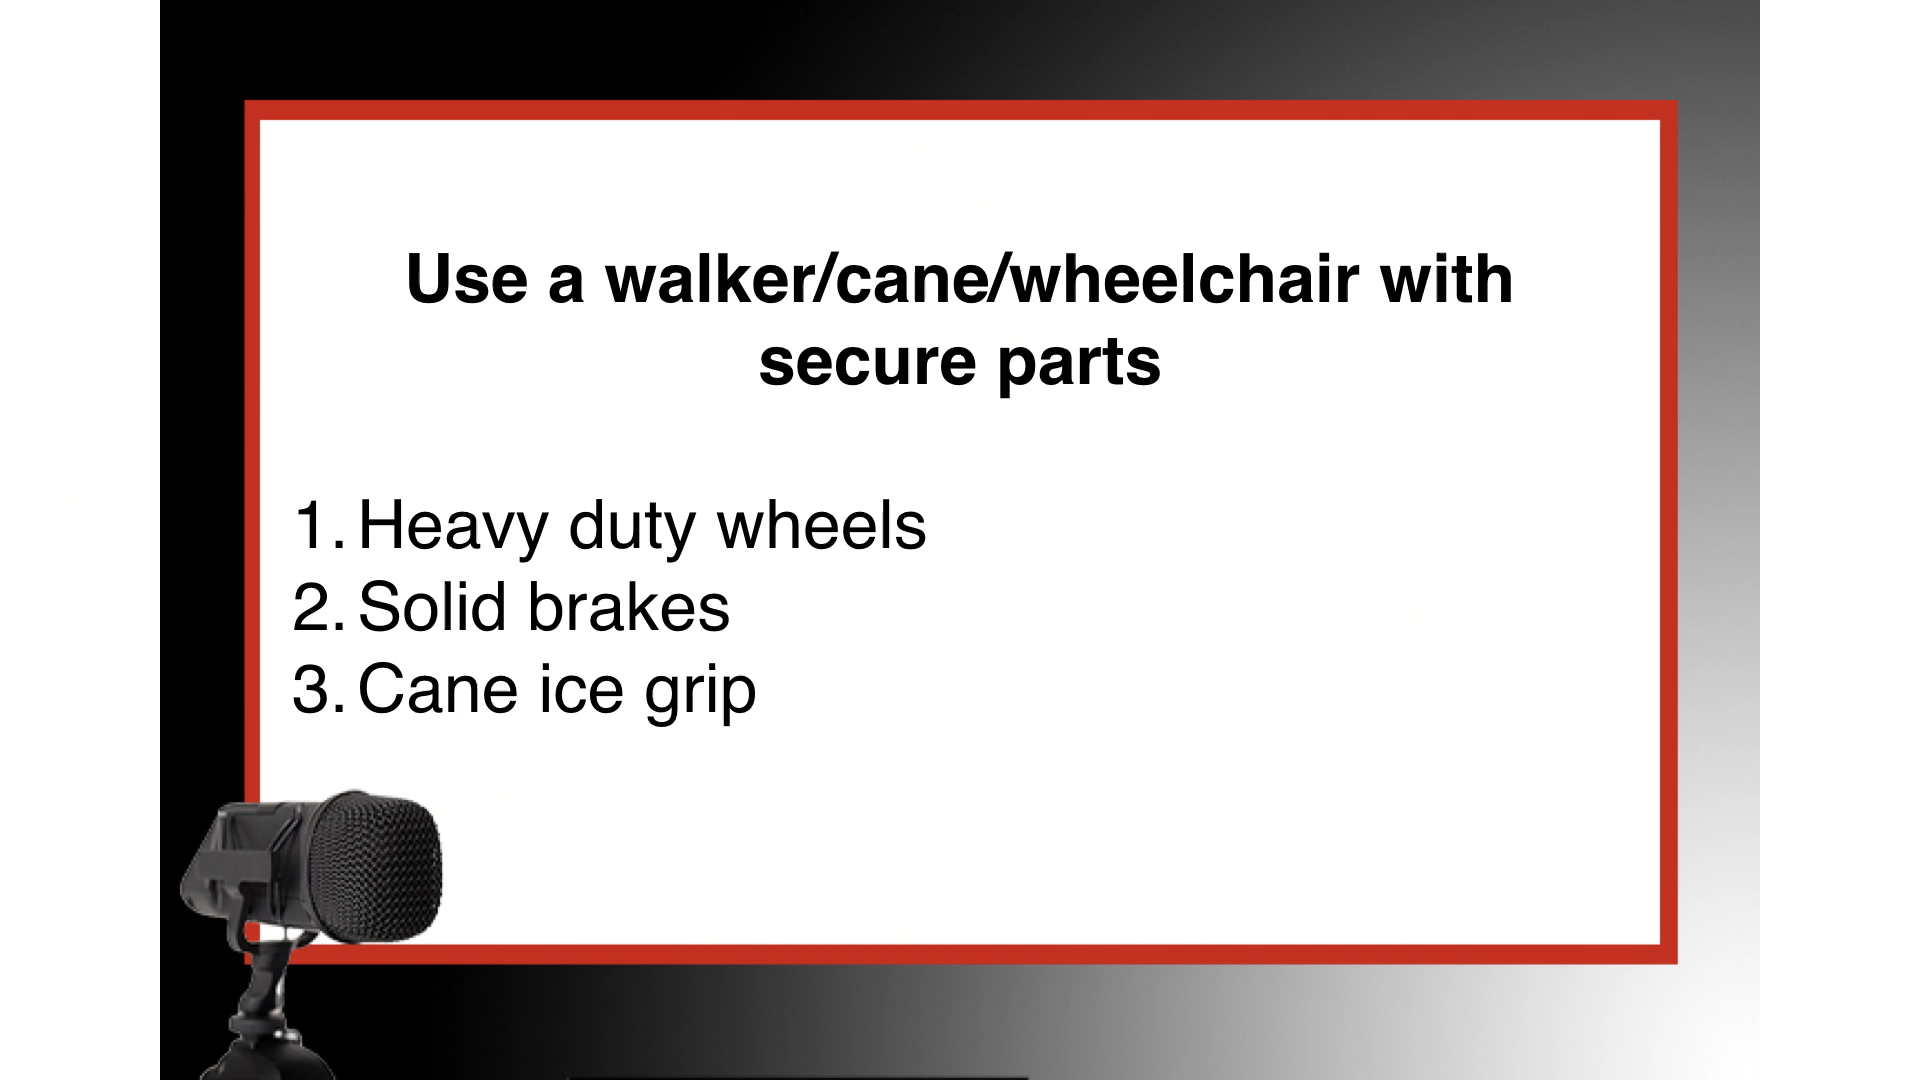 Use a walker/cane/wheelchair with
secure parts
1. Heavy duty wheels
2. Solid brakes
3. Cane ice grip